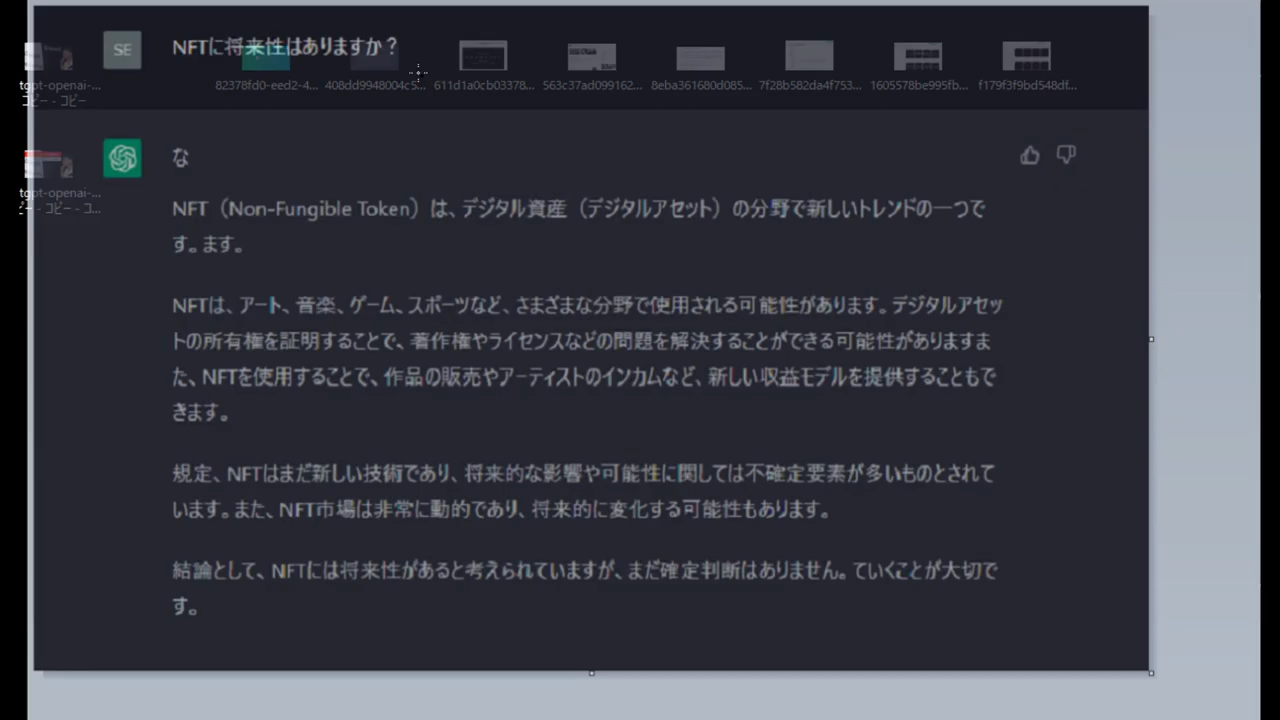 SE
NFTに将来性はありますか？
82378fd0-eed2-4...
408dd9948004c5...
611d1a0cb03378...
563c37ad099162...
8eba361680d085...
7f28b582da4f753...
1605578be995fb...
f179f3f9bd548df...
tgpt-openai-...
コピー - コピー
な
tgpt-openai-...
ピー - コピー - コ...
NFT（Non-Fungible Token）は、デジタル資産（デジタルアセット）の分野で新しいトレンドの一つで
す。ます。
NFTは、アート、音楽、ゲーム、スポーツなど、さまざまな分野で使用される可能性があります。デジタルアセッ
トの所有権を証明することで、著作権やライセンスなどの問題を解決することができる可能性がありますま
た、NFTを使用することで、作品の販売やアーティストのインカムなど、新しい収益モデルを提供することもで
きます。
規定、NFTはまだ新しい技術であり、将来的な影響や可能性に関しては不確定要素が多いものとされて
います。また、NFT市場は非常に動的であり、将来的に変化する可能性もあります。
結論として、NFTには将来性があると考えられていますが、まだ確定判断はありません。ていくことが大切で
す。